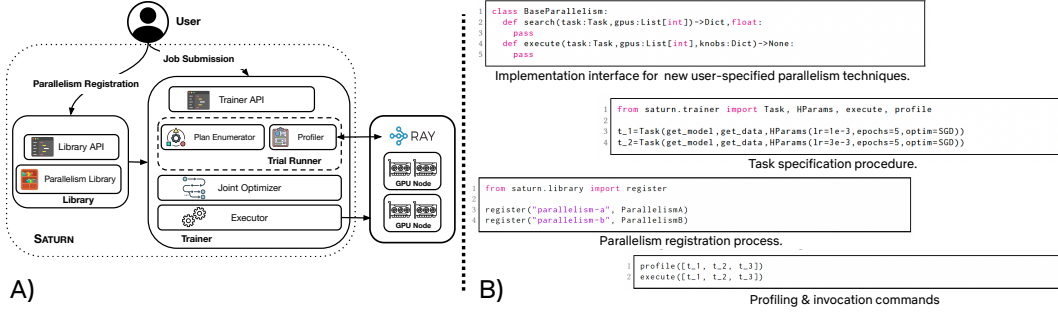 User
Parallelism Registration
Job Submission
Trainer API
Plan Enumerator
Profiler
Trial Runner
Library API
Parallelism Library
Library
Joint Optimizer
Executor
Trainer
SATURN
RAY
GPU Node
GPU Node
A)
1 class BaseParallelism:
2 def search(task:Task,gpus:List[int])->Dict,float:
3 pass
4 def execute(task:Task,gpus:List[int],knobs:Dict)->None:
5 pass
Implementation interface for new user-specified parallelism techniques.
1 from saturn.trainer import Task, HParams, execute, profile
2
3 t_1=Task(get_model,get_data,HParams(lr=1e-3,epochs=5,optim=SGD))
4 t_2=Task(get_model,get_data,HParams(lr=3e-3,epochs=5,optim=SGD))
Task specification procedure.
1 from saturn.library import register
2
3 register("parallelism-a", ParallelismA)
4 register("parallelism-b", ParallelismB)
Parallelism registration process.
1 profile([t_1, t_2, t_3])
2 execute([t_1, t_2, t_3])
B)
Profiling & invocation commands